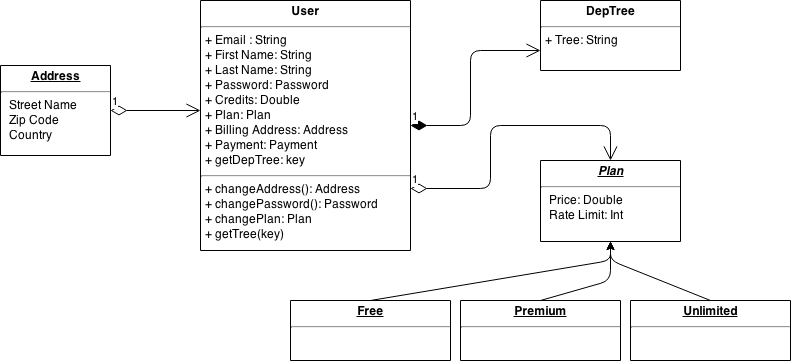 User
+ Email : String
+ First Name: String
+ Last Name: String
+ Password: Password
+ Credits: Double
+ Plan: Plan
+ Billing Address: Address
+ Payment: Payment
+ getDepTree: key
+ changeAddress(): Address
+ changePassword(): Password
+ changePlan: Plan
+ getTree(key)
DepTree
+ Tree: String
Address
Street Name
Zip Code
Country
1
1
1
Plan
Price: Double
Rate Limit: Int
Free
Premium
Unlimited